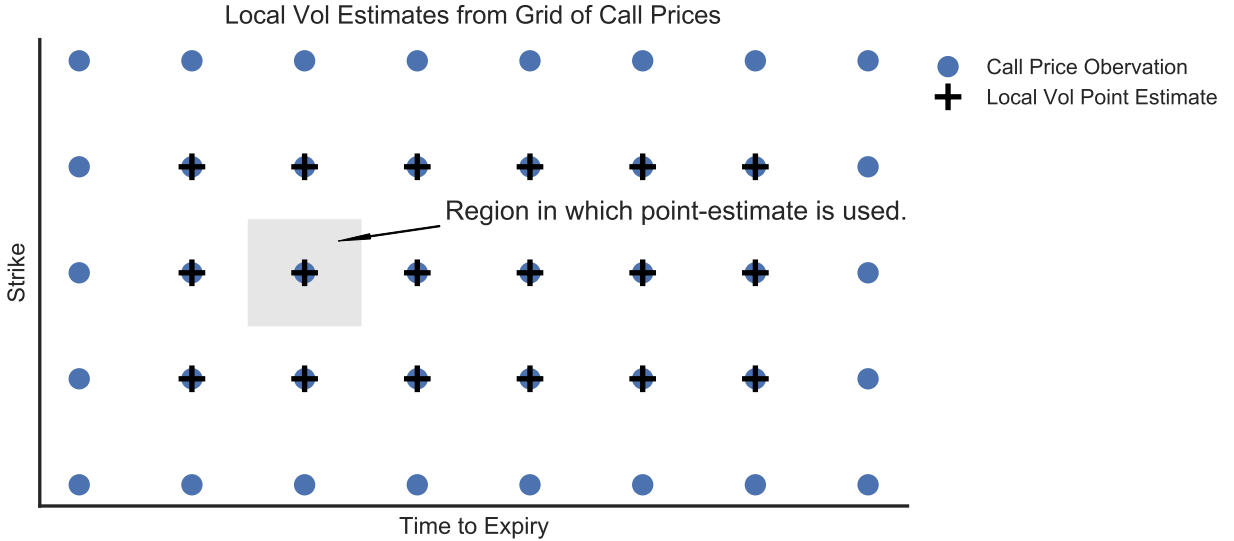 Local Vol Estimates from Grid of Call Prices
Call Price Obervation
Local Vol Point Estimate
Region in which point-estimate is used.
Strike
Time to Expiry